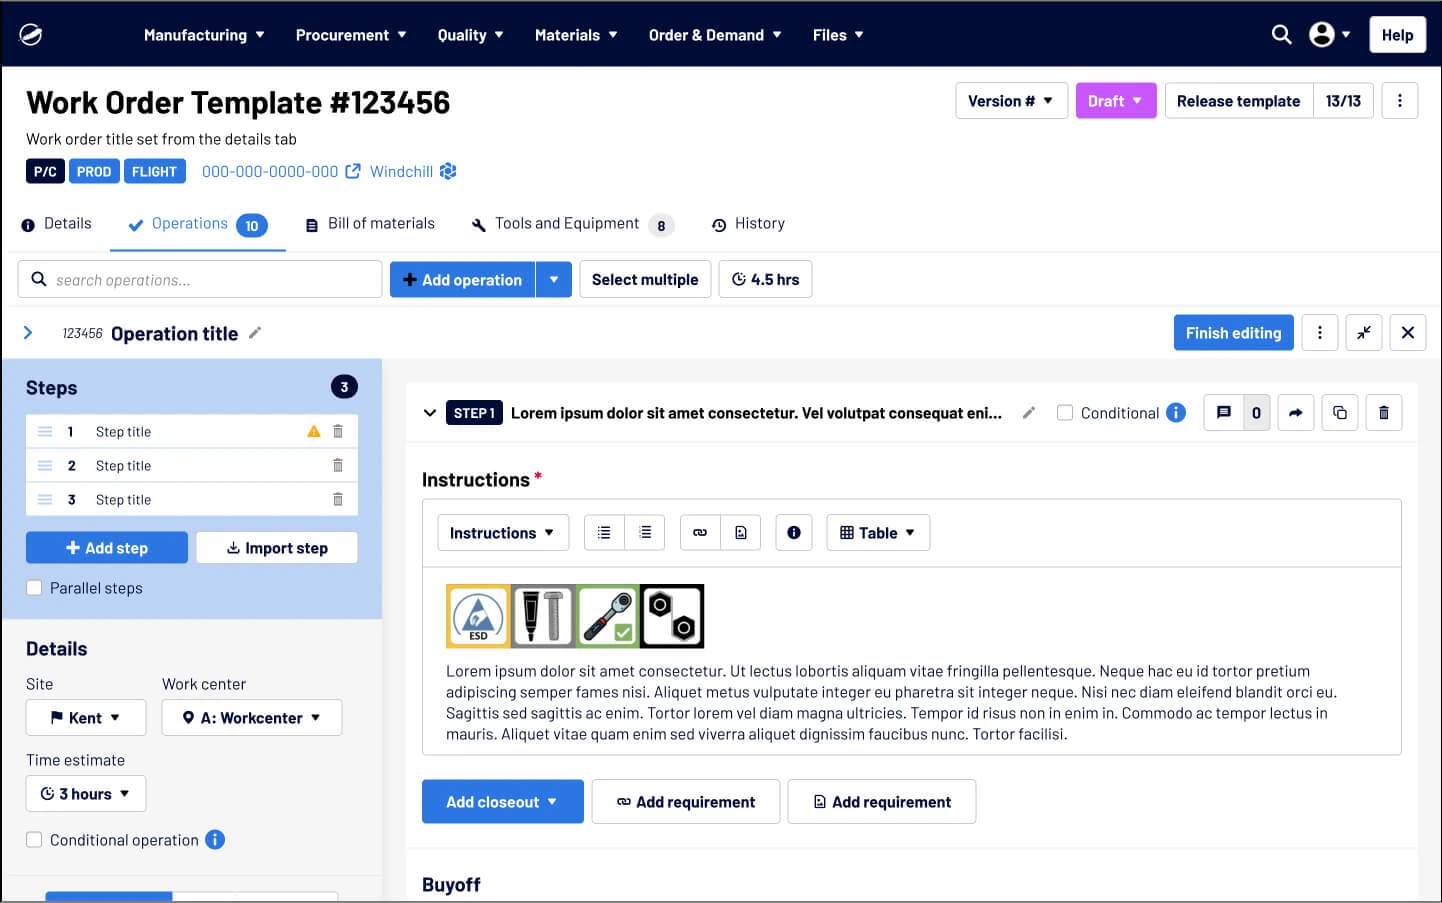 Manufacturing Procurement Quality Materials Order & Demand Files Help
Work Order Template #123456
Version # Draft Release template 13/13
Work order title set from the details tab
P/C PROD FLIGHT 000-000-0000-000 Windchill
Details Operations 10 Bill of materials Tools and Equipment 8 History
search operations... Add operation Select multiple 4.5 hrs
123456 Operation title Finish editing
Steps 3
1 Step title
2 Step title
3 Step title
Add step Import step
Parallel steps
Details
Site Work center
Kent A: Workcenter
Time estimate
3 hours
Conditional operation
STEP 1 Lorem ipsum dolor sit amet consectetur. Vel volutpat consequat eni... Conditional 0
Instructions *
Instructions Table
ESD
Lorem ipsum dolor sit amet consectetur. Ut lectus lobortis aliquam vitae fringilla pellentesque. Neque hac eu id tortor pretium
adipiscing semper fames nisi. Aliquet metus vulputate integer eu pharetra sit integer neque. Nisi nec diam eleifend blandit orci eu.
Sagittis sed sagittis ac enim. Tortor lorem vel diam magna ultricies. Tempor id risus non in enim in. Commodo ac tempor lectus in
mauris. Aliquet vitae quam enim sed viverra aliquet dignissim faucibus nunc. Tortor facilisi.
Add closeout Add requirement Add requirement
Buyoff